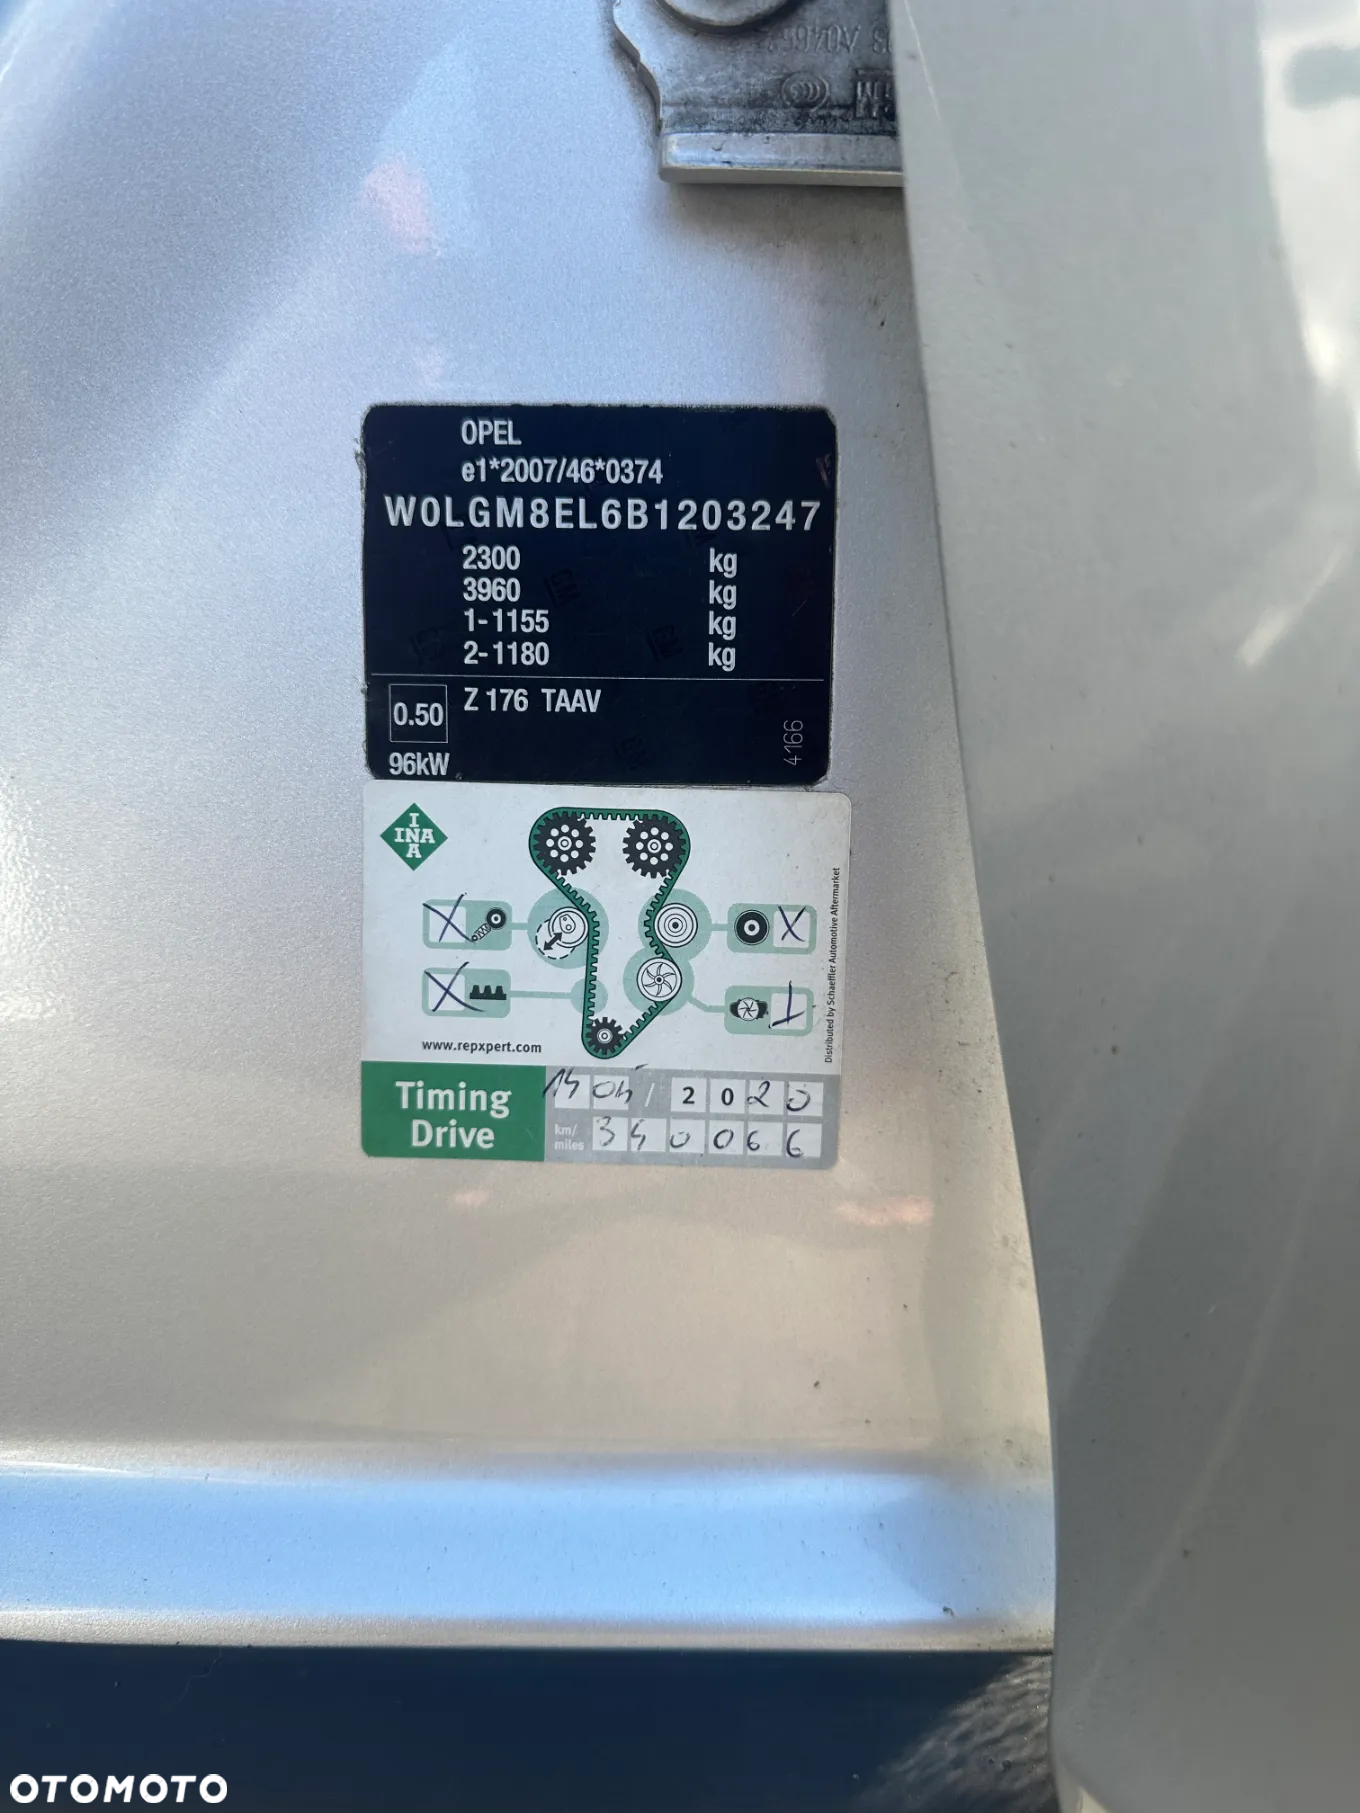 GM
OPEL
e1*2007/46*0374
W0LGM8EL6B1203247
2300 kg
3960 kg
1-1155 kg
2-1180 kg
0.50 Z 176 TAAV
96kW
4166
INA
INA
www.repxpert.com
Distributed by Schaeffler Automotive Aftermarket
Timing Drive
/ 2020
km/miles 340066
OTOMOTO